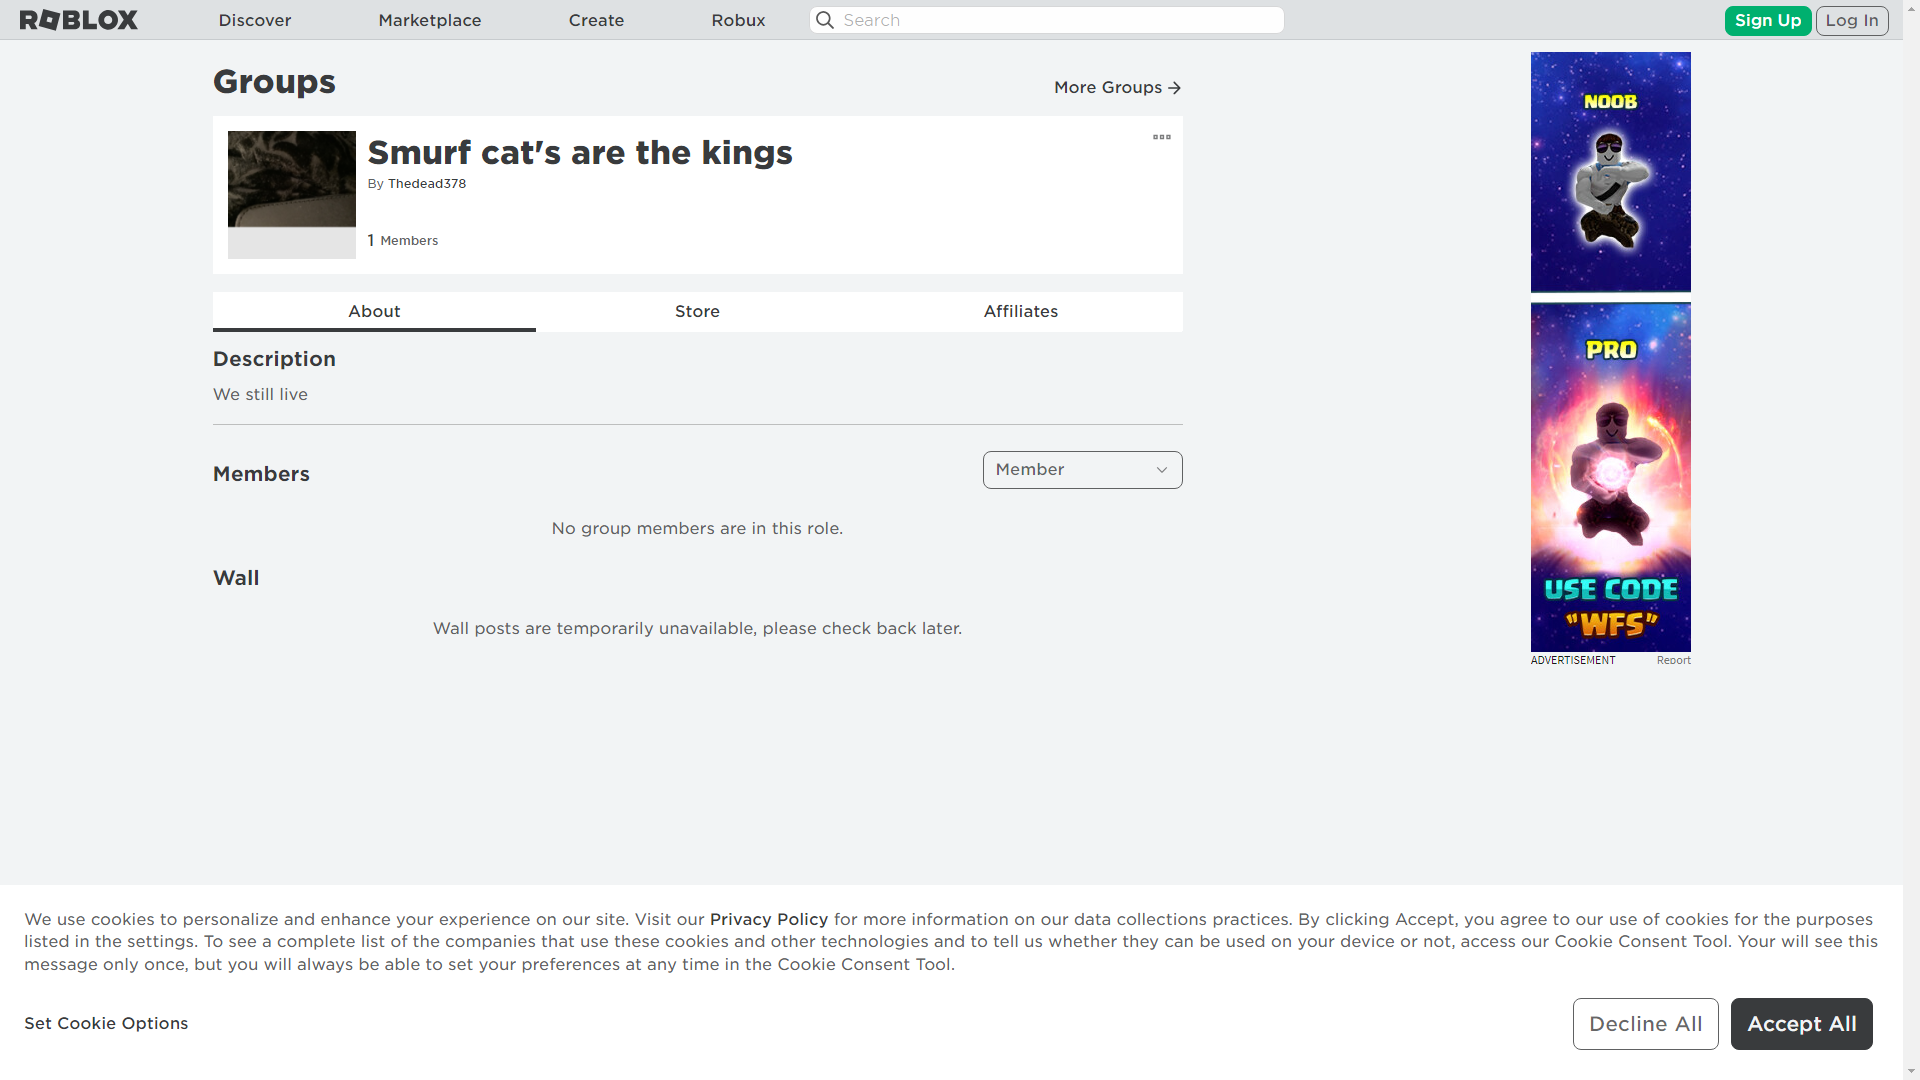 ROBLOX
Discover
Marketplace
Create
Robux
Search
Sign Up
Log In
Groups
More Groups
Smurf cat's are the kings
By Thedead378
1 Members
About
Store
Affiliates
Description
We still live
Members
Member
No group members are in this role.
Wall
Wall posts are temporarily unavailable, please check back later.
NOOB
PRO
USE CODE
"WFS"
ADVERTISEMENT
Report
We use cookies to personalize and enhance your experience on our site. Visit our Privacy Policy for more information on our data collections practices. By clicking Accept, you agree to our use of cookies for the purposes
listed in the settings. To see a complete list of the companies that use these cookies and other technologies and to tell us whether they can be used on your device or not, access our Cookie Consent Tool. Your will see this
message only once, but you will always be able to set your preferences at any time in the Cookie Consent Tool.
Set Cookie Options
Decline All
Accept All